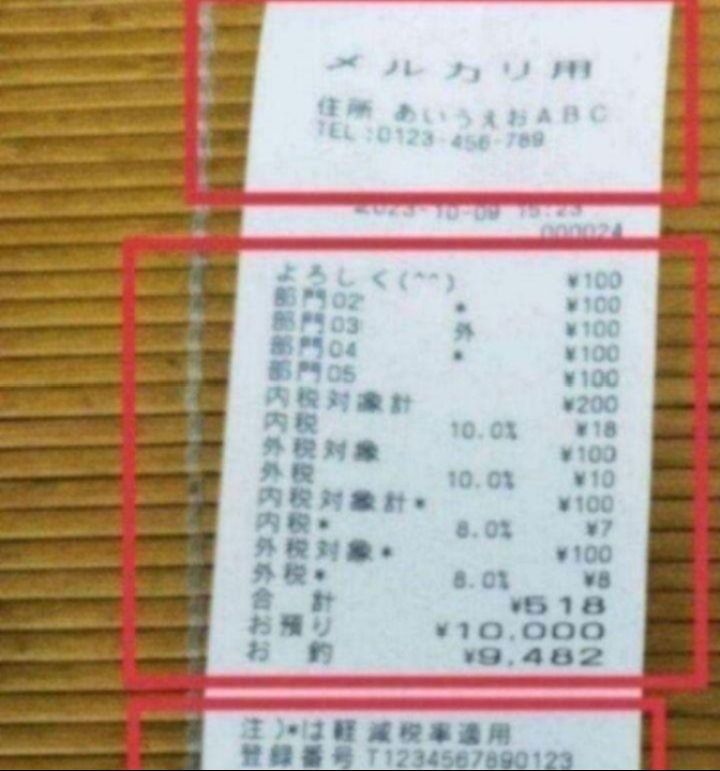 メルカリ用
住所 あいうえおABC
TEL:0123-456-789
2023-10-09 15:23
000024
よろしく(^^) ¥100
部門02 * ¥100
部門03 外 ¥100
部門04 * ¥100
部門05 ¥100
内税対象計 ¥200
内税 10.0% ¥18
外税対象 ¥100
外税 10.0% ¥10
内税対象計* ¥100
内税* 8.0% ¥7
外税対象* ¥100
外税* 8.0% ¥8
合計 ¥518
お預り ¥10,000
お釣 ¥9,482
注)*は軽減税率適用
登録番号 T1234567890123